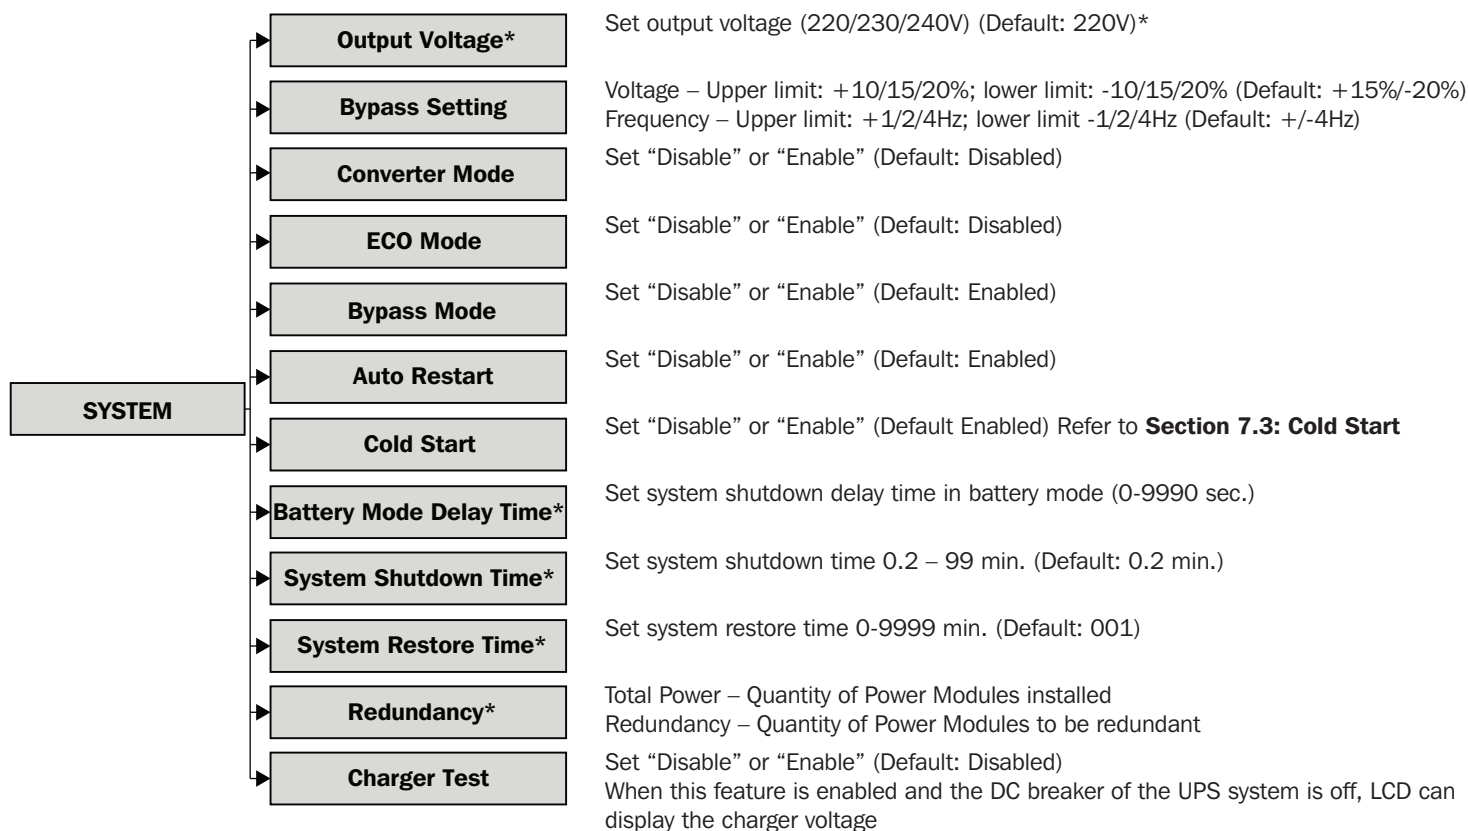 SYSTEM
Output Voltage*
Set output voltage (220/230/240V) (Default: 220V)*
Bypass Setting
Voltage – Upper limit: +10/15/20%; lower limit: -10/15/20% (Default: +15%/-20%)
Frequency – Upper limit: +1/2/4Hz; lower limit -1/2/4Hz (Default: +/-4Hz)
Converter Mode
Set “Disable” or “Enable” (Default: Disabled)
ECO Mode
Set “Disable” or “Enable” (Default: Disabled)
Bypass Mode
Set “Disable” or “Enable” (Default: Enabled)
Auto Restart
Set “Disable” or “Enable” (Default: Enabled)
Cold Start
Set “Disable” or “Enable” (Default Enabled) Refer to Section 7.3: Cold Start
Battery Mode Delay Time*
Set system shutdown delay time in battery mode (0-9990 sec.)
System Shutdown Time*
Set system shutdown time 0.2 – 99 min. (Default: 0.2 min.)
System Restore Time*
Set system restore time 0-9999 min. (Default: 001)
Redundancy*
Total Power – Quantity of Power Modules installed
Redundancy – Quantity of Power Modules to be redundant
Charger Test
Set “Disable” or “Enable” (Default: Disabled)
When this feature is enabled and the DC breaker of the UPS system is off, LCD can
display the charger voltage